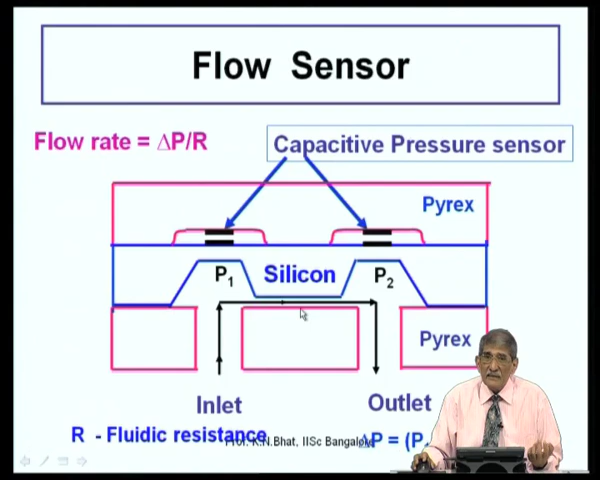 Flow Sensor
Flow rate = ΔP/R
Capacitive Pressure sensor
Pyrex
P1
Silicon
P2
Pyrex
Inlet
Outlet
R - Fluidic resistance
Prof. K.N.Bhat, IISc Bangalore
ΔP = (P